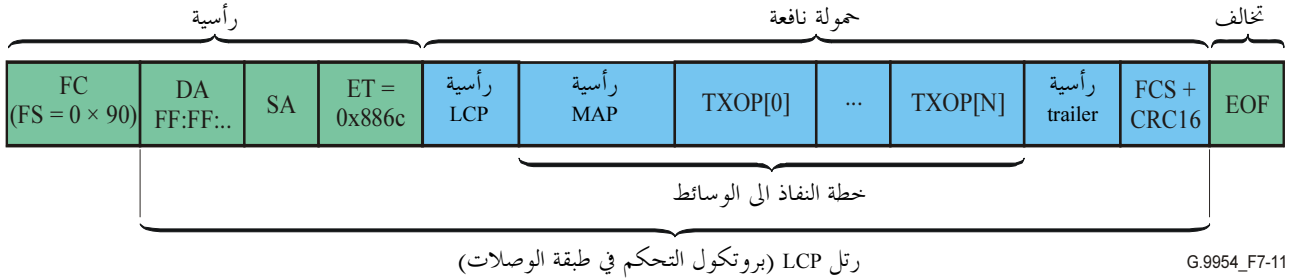 رأسية
حمولة نافعة
تخالف
FC
(FS = 0 × 90)
DA
FF:FF:..
SA
ET =
0x886c
رأسية
LCP
رأسية
MAP
TXOP[0]
...
TXOP[N]
رأسية
trailer
FCS +
CRC16
EOF
خطة النفاذ الى الوسائط
رتل LCP (بروتكول التحكم في طبقة الوصلات)
G.9954_F7-11